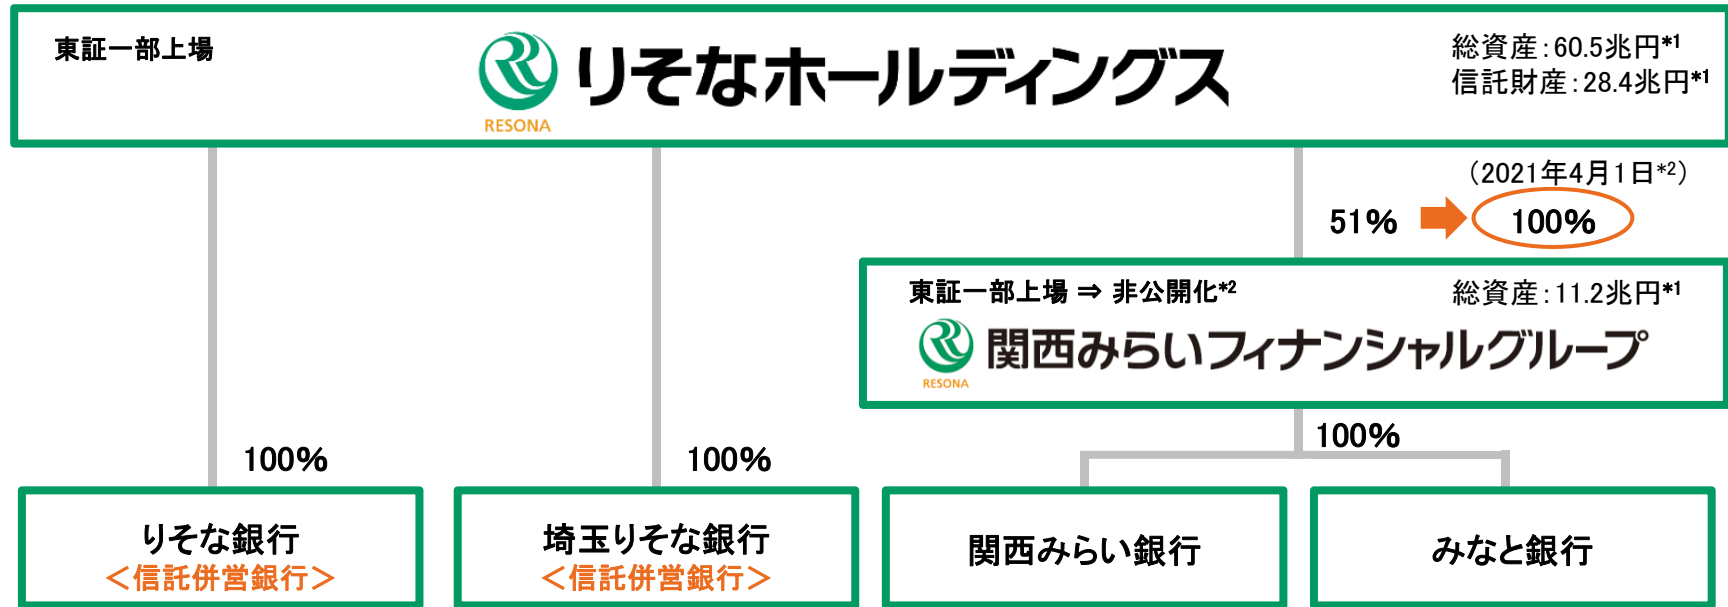 東証一部上場
りそなホールディングス
RESONA
総資産：60.5兆円*1
信託財産：28.4兆円*1
（2021年4月1日*2）
51% 100%
東証一部上場 ⇒ 非公開化*2
総資産：11.2兆円*1
関西みらいフィナンシャルグループ
RESONA
100%
100%
100%
りそな銀行
＜信託併営銀行＞
埼玉りそな銀行
＜信託併営銀行＞
関西みらい銀行
みなと銀行